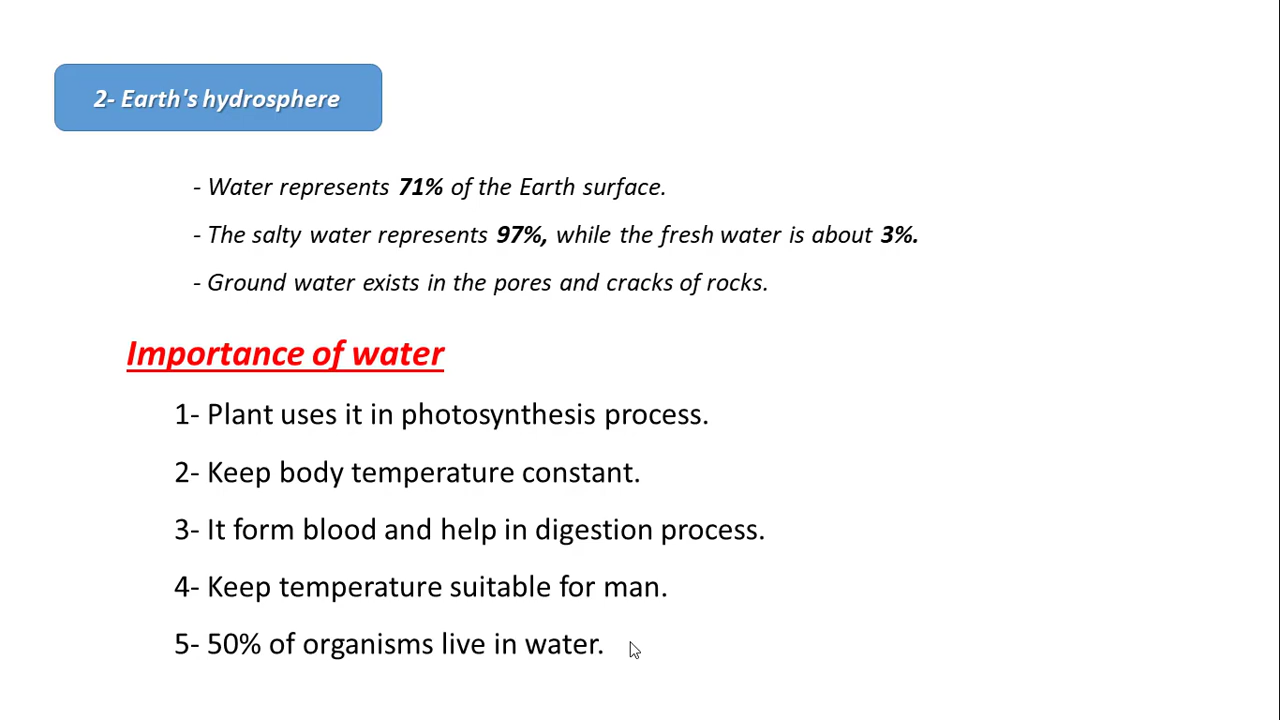 2- Earth's hydrosphere
- Water represents 71% of the Earth surface.
- The salty water represents 97%, while the fresh water is about 3%.
- Ground water exists in the pores and cracks of rocks.
Importance of water
1- Plant uses it in photosynthesis process.
2- Keep body temperature constant.
3- It form blood and help in digestion process.
4- Keep temperature suitable for man.
5- 50% of organisms live in water.